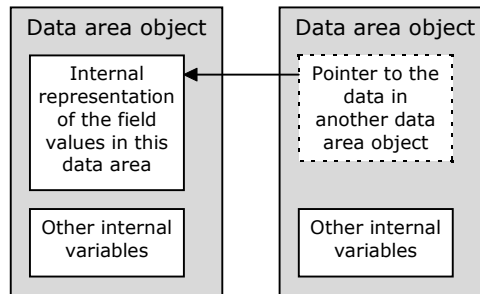 Data area object
Internal
representation
of the field
values in this
data area
Other internal
variables
Data area object
Pointer to the
data in
another data
area object
Other internal
variables